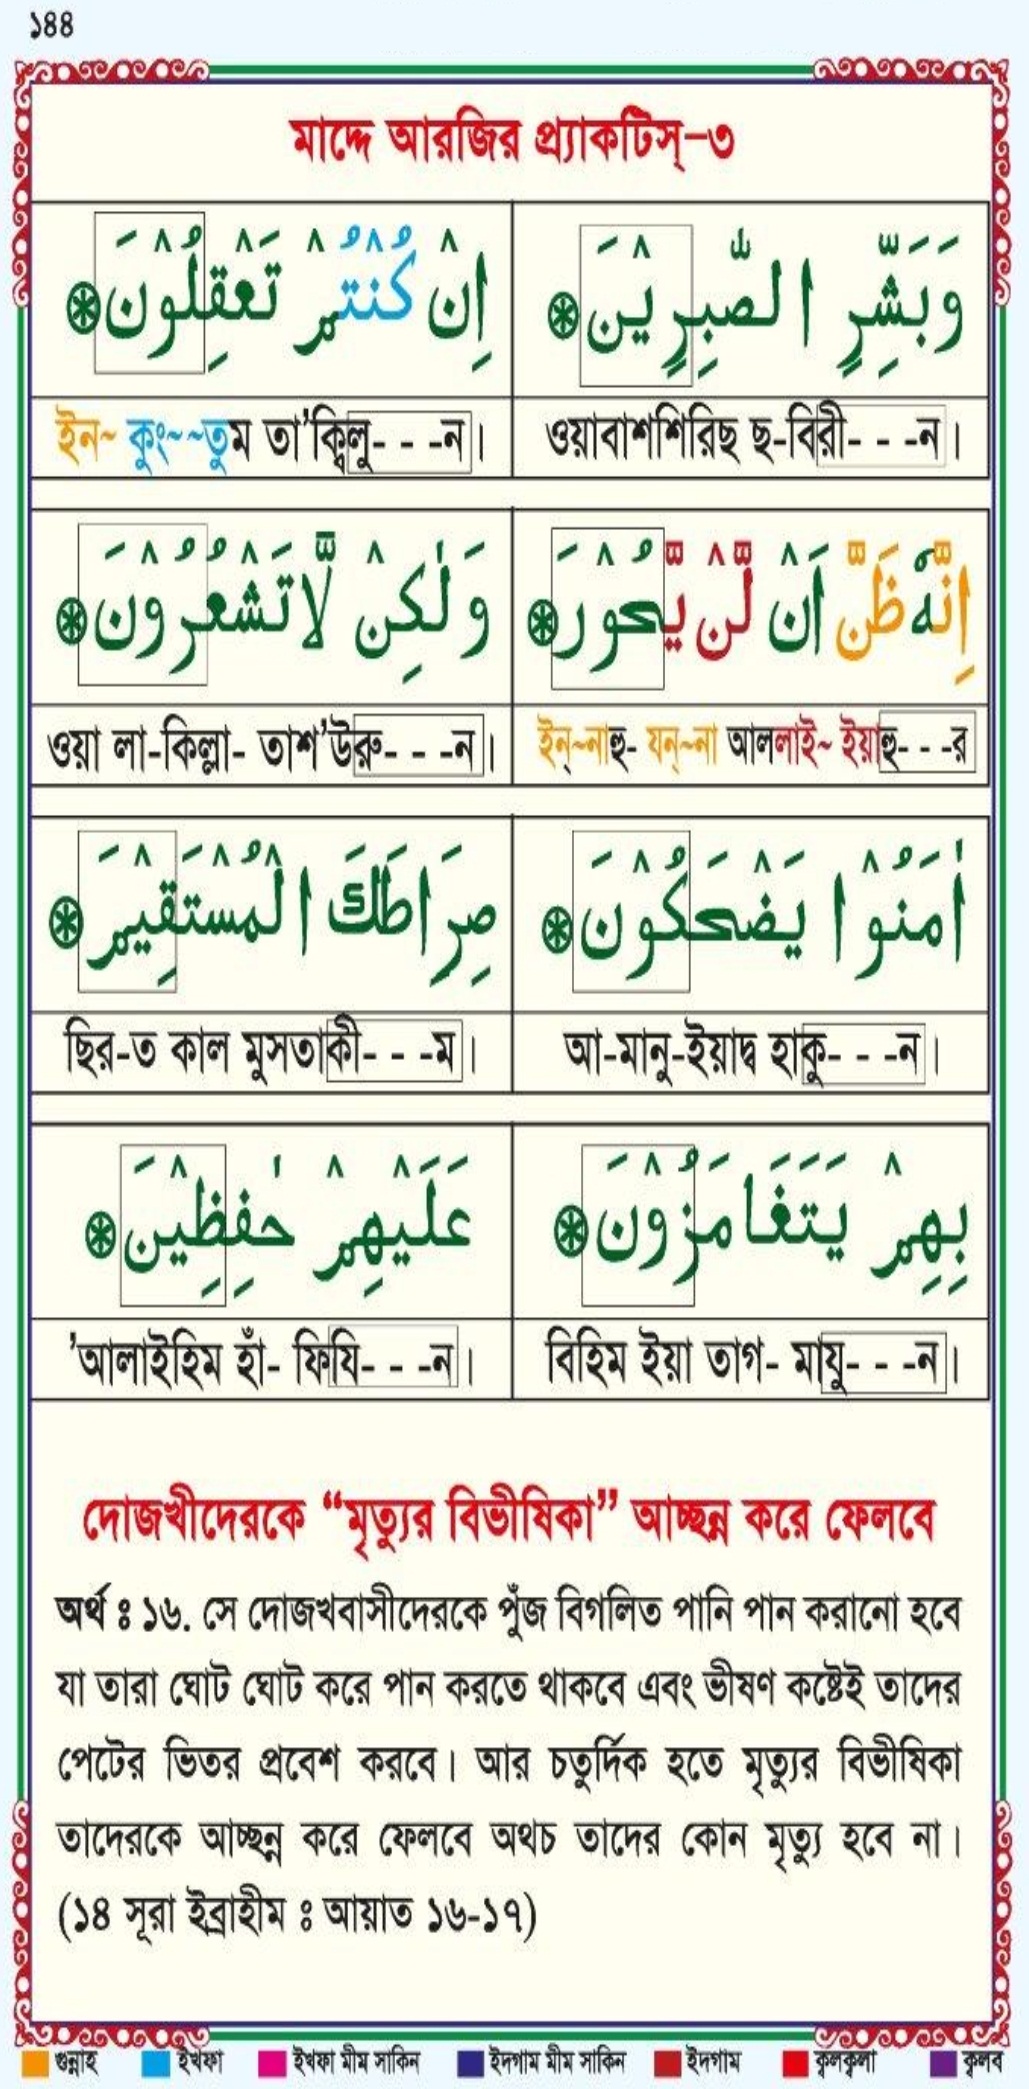 ১৪৪
মাদ্দে আরজির প্র্যাকটিস্-৩
وَبَشِّرِ الصّٰبِرِيْنَ ۞
اِنْ كُنْتُمْ تَعْقِلُوْنَ ۞
ওয়াবাশশিরিছ ছ-বিরী- - -ন।
ইন~ কুং~~তুম তা'ক্বিলু- - -ন।
اِنَّهٗ ظَنَّ اَنْ لَّنْ يَّحُوْرَ ۞
وَلٰكِنْ لَّا تَشْعُرُوْنَ ۞
ইন্~নাহু- যন্~না আললাই~ ইয়াহু- - -র
ওয়া লা-কিল্লা- তাশ'উরু- - -ন।
اٰمَنُوْا يَضْحَكُوْنَ ۞
صِرَاطَكَ الْمُسْتَقِيْمَ ۞
আ-মানু-ইয়াদ্ব হাকু- - -ন।
ছির-ত কাল মুসতাকী- - -ম।
بِهِمْ يَتَغَامَزُوْنَ ۞
عَلَيْهِمْ حٰفِظِيْنَ ۞
বিহিম ইয়া তাগ- মাযু- - -ন।
'আলাইহিম হাঁ- ফিযি- - -ন।
দোজখীদেরকে “মৃত্যুর বিভীষিকা” আচ্ছন্ন করে ফেলবে
অর্থ ঃ ১৬. সে দোজখবাসীদেরকে পুঁজ বিগলিত পানি পান করানো হবে
যা তারা ঘোট ঘোট করে পান করতে থাকবে এবং ভীষণ কষ্টেই তাদের
পেটের ভিতর প্রবেশ করবে। আর চতুর্দিক হতে মৃত্যুর বিভীষিকা
তাদেরকে আচ্ছন্ন করে ফেলবে অথচ তাদের কোন মৃত্যু হবে না।
(১৪ সূরা ইব্রাহীম ঃ আয়াত ১৬-১৭)
গুন্নাহ ইখফা ইখফা মীম সাকিন ইদগাম মীম সাকিন ইদগাম ক্বলক্বলা ক্বলব